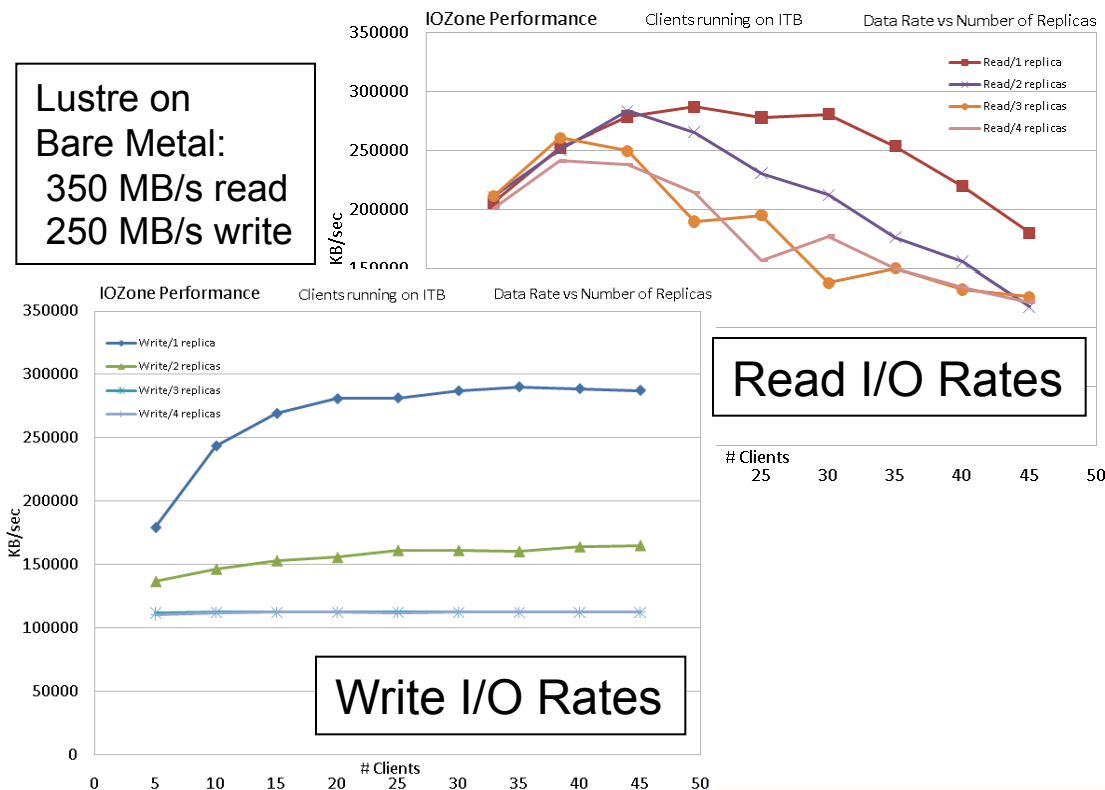 IOZone Performance Clients running on ITB Data Rate vs Number of Replicas
350000
300000
250000
200000
150000
KB/sec
Read/1 replica
Read/2 replicas
Read/3 replicas
Read/4 replicas
Lustre on
Bare Metal:
350 MB/s read
250 MB/s write
Read I/O Rates
# Clients
25 30 35 40 45 50
IOZone Performance Clients running on ITB Data Rate vs Number of Replicas
350000
300000
250000
200000
150000
100000
50000
0
KB/sec
Write/1 replica
Write/2 replicas
Write/3 replicas
Write/4 replicas
Write I/O Rates
# Clients
0 5 10 15 20 25 30 35 40 45 50